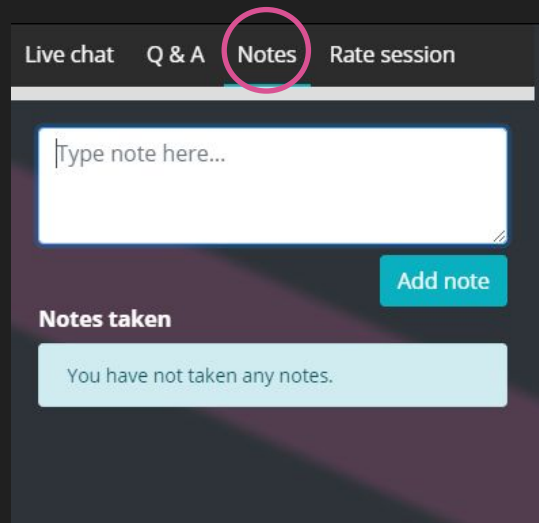 Live chat Q & A Notes Rate session
Type note here...
Add note
Notes taken
You have not taken any notes.